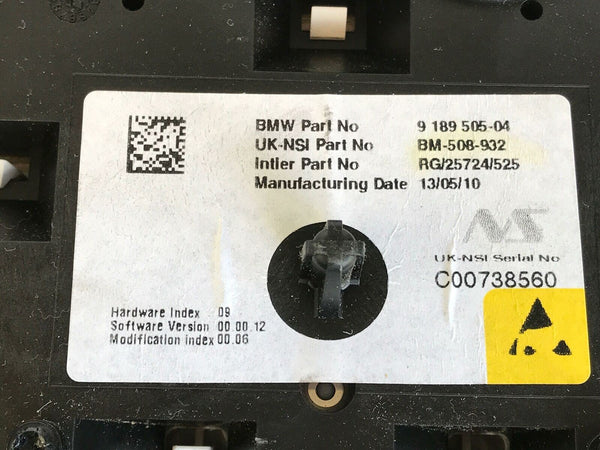 BMW Part No 9 189 505-04
UK-NSI Part No BM-508-932
Intier Part No RG/25724/525
Manufacturing Date 13/05/10
NS
UK-NSI Serial No
C00738560
Hardware Index 09
Software Version 00.00.12
Modification index 00.06